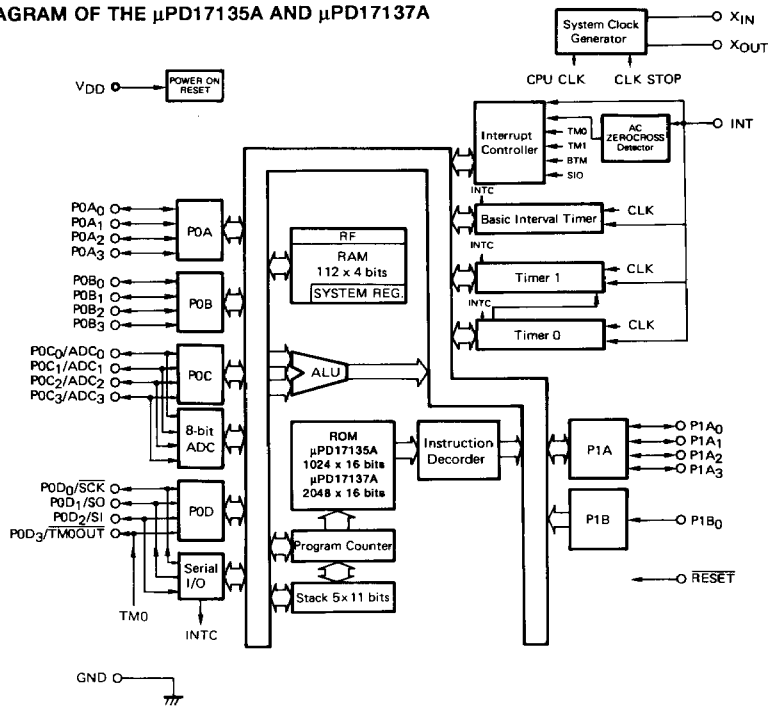 AGRAM OF THE μPD17135A AND μPD17137A
System Clock
Generator
XIN
XOUT
CPU CLK
CLK STOP
VDD
POWER ON
RESET
Interrupt
Controller
TM0
TM1
BTM
SIO
AC
ZEROCROSS
Detector
INT
INTC
Basic Interval Timer
CLK
INTC
Timer 1
CLK
INTC
Timer 0
CLK
P0A0
P0A1
P0A2
P0A3
P0A
P0B0
P0B1
P0B2
P0B3
P0B
P0C0/ADC0
P0C1/ADC1
P0C2/ADC2
P0C3/ADC3
P0C
8-bit
ADC
P0D0/SCK
P0D1/SO
P0D2/SI
P0D3/TM0OUT
P0D
Serial
I/O
TM0
INTC
RF
RAM
112 x 4 bits
SYSTEM REG.
ALU
ROM
μPD17135A
1024 x 16 bits
μPD17137A
2048 x 16 bits
Instruction
Decorder
Program Counter
Stack 5x11 bits
P1A
P1A0
P1A1
P1A2
P1A3
P1B
P1B0
RESET
GND